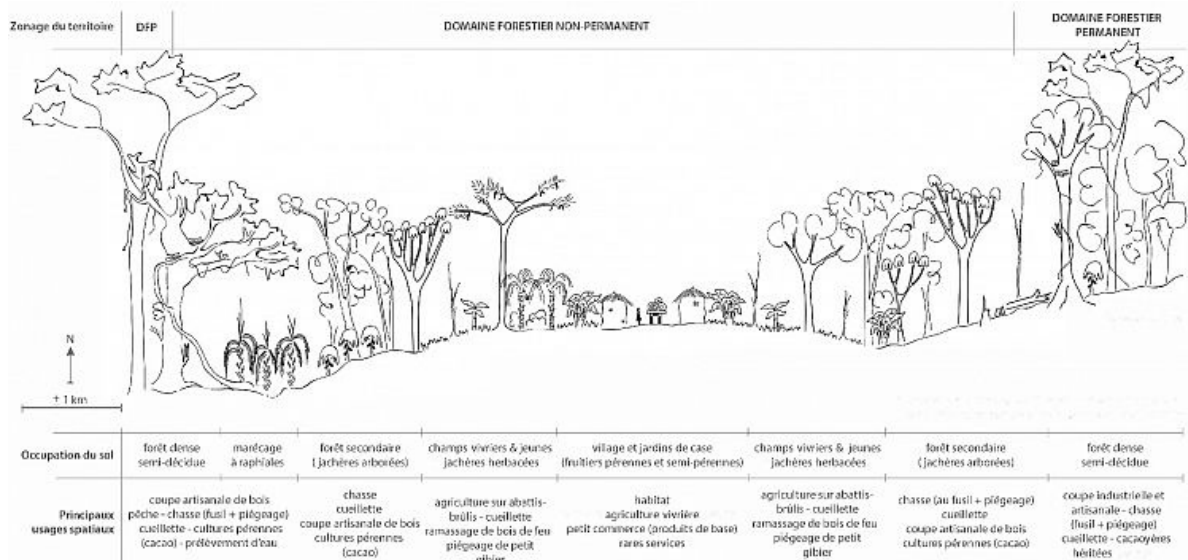 Zonage du territoire
DFP
DOMAINE FORESTIER NON-PERMANENT
DOMAINE FORESTIER
PERMANENT
N
± 1 km
Occupation du sol
forêt dense
semi-décidue
marécage
à raphiales
forêt secondaire
(jachères arborées)
champs vivriers & jeunes
jachères herbacées
village et jardins de case
(fruitiers pérennes et semi-pérennes)
champs vivriers & jeunes
jachères herbacées
forêt secondaire
(jachères arborées)
forêt dense
semi-décidue
Principaux
usages spatiaux
coupe artisanale de bois
pêche - chasse (fusil + piégeage)
cueillette - cultures pérennes
(cacao) - prélèvement d'eau
chasse
cueillette
coupe artisanale de bois
cultures pérennes
(cacao)
agriculture sur abattis-
brûlis - cueillette
ramassage de bois de feu
piégeage de petit
gibier
habitat
agriculture vivrière
petit commerce (produits de base)
rares services
agriculture sur abattis-
brûlis - cueillette
ramassage de bois de feu
piégeage de petit
gibier
chasse (au fusil + piégeage)
cueillette
coupe artisanale de bois
cultures pérennes (cacao)
coupe industrielle et
artisanale - chasse
(fusil + piégeage)
cueillette - cacaoyères
héritées